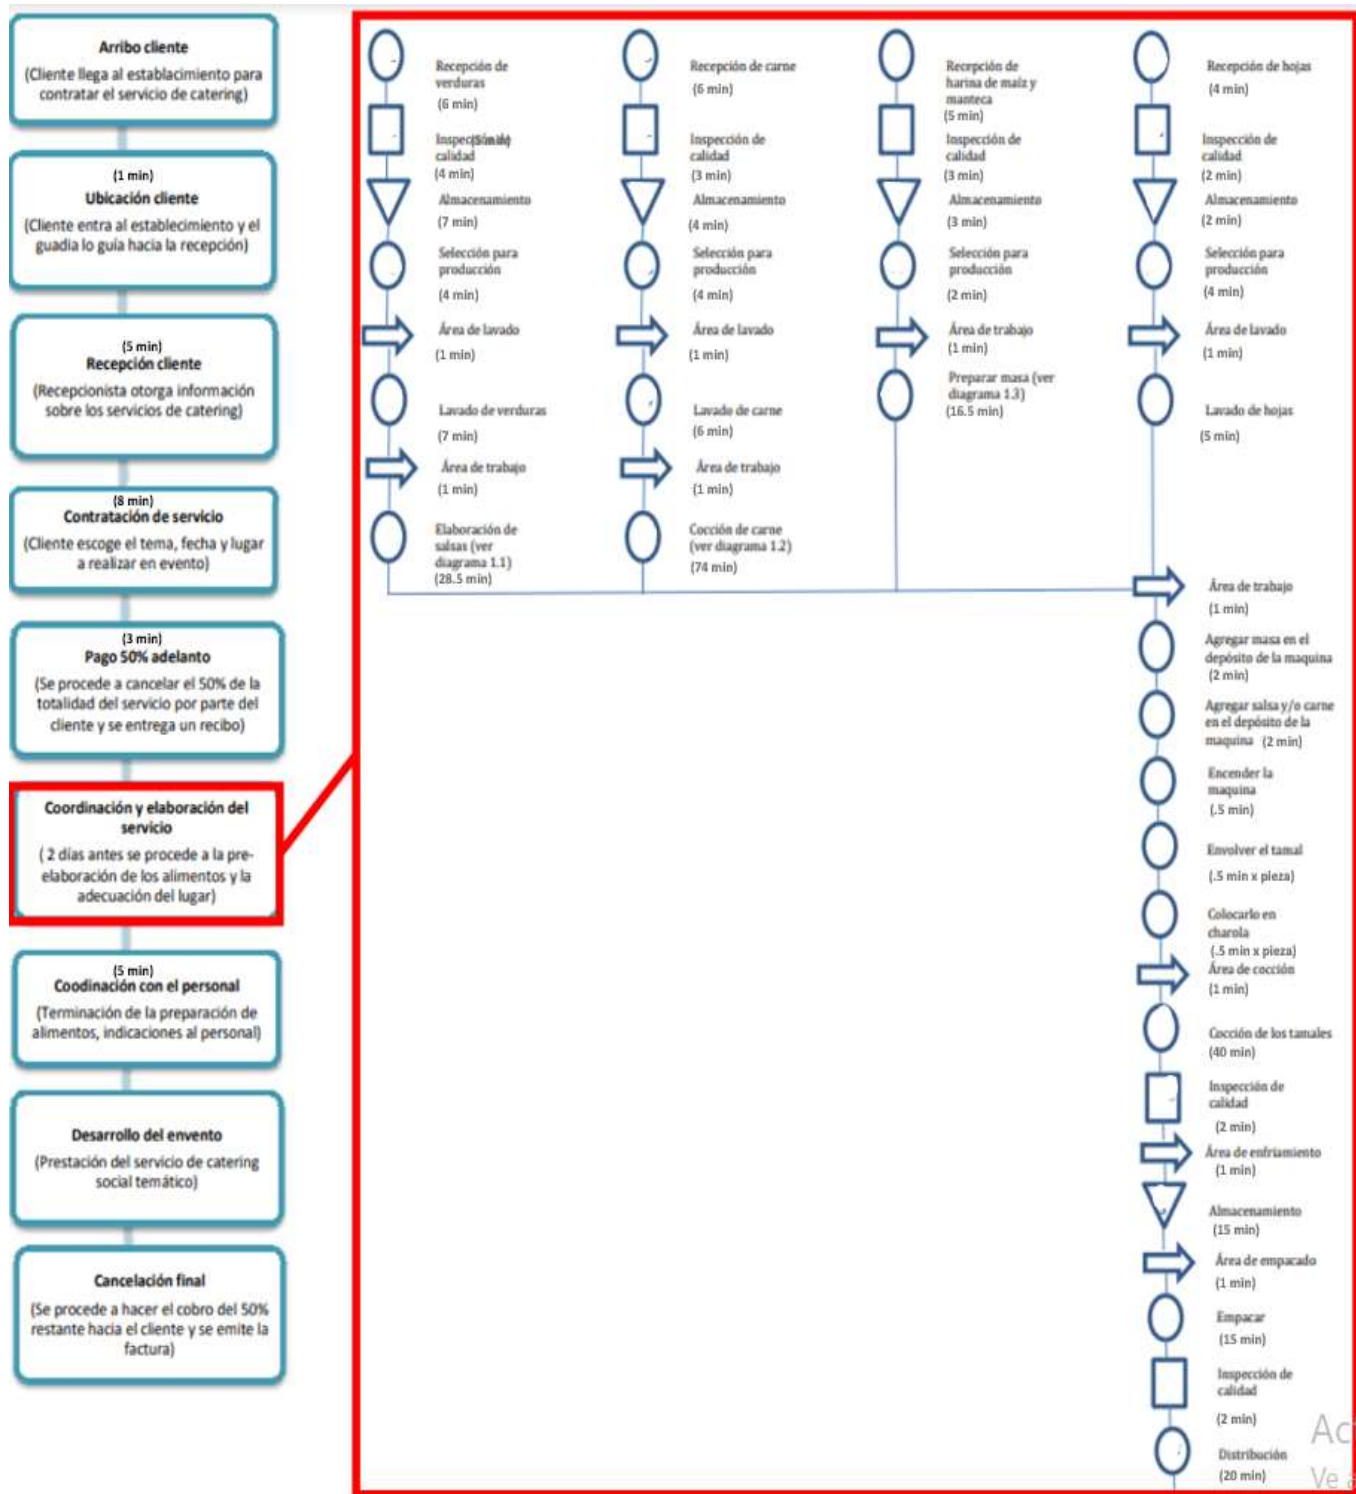 Arribo cliente
(Cliente llega al establacimiento para
contratar el servicio de catering)
(1 min)
Ubicación cliente
(Cliente entra al establecimiento y el
guadia lo guía hacia la recepción)
(5 min)
Recepción cliente
(Recepcionista otorga información
sobre los servicios de catering)
(8 min)
Contratación de servicio
(Cliente escoge el tema, fecha y lugar
a realizar en evento)
(3 min)
Pago 50% adelanto
(Se procede a cancelar el 50% de la
totalidad del servicio por parte del
cliente y se entrega un recibo)
Coordinación y elaboración del
servicio
( 2 días antes se procede a la pre-
elaboración de los alimentos y la
adecuación del lugar)
(5 min)
Coodinación con el personal
(Terminación de la preparación de
alimentos, indicaciones al personal)
Desarrollo del envento
(Prestación del servicio de catering
social temático)
Cancelación final
(Se procede a hacer el cobro del 50%
restante hacia el cliente y se emite la
factura)
Recepción de
verduras
(6 min)
Inspección de
calidad
(4 min)
Almacenamiento
(7 min)
Selección para
producción
(4 min)
Área de lavado
(1 min)
Lavado de verduras
(7 min)
Área de trabajo
(1 min)
Elaboración de
salsas (ver
diagrama 1.1)
(28.5 min)
Recepción de carne
(6 min)
Inspección de
calidad
(3 min)
Almacenamiento
(4 min)
Selección para
producción
(4 min)
Área de lavado
(1 min)
Lavado de carne
(6 min)
Área de trabajo
(1 min)
Cocción de carne
(ver diagrama 1.2)
(74 min)
Recepción de
harina de maíz y
manteca
(5 min)
Inspección de
calidad
(3 min)
Almacenamiento
(3 min)
Selección para
producción
(2 min)
Área de trabajo
(1 min)
Preparar masa (ver
diagrama 1.3)
(16.5 min)
Recepción de hojas
(4 min)
Inspección de
calidad
(2 min)
Almacenamiento
(2 min)
Selección para
producción
(4 min)
Área de lavado
(1 min)
Lavado de hojas
(5 min)
Área de trabajo
(1 min)
Agregar masa en el
depósito de la maquina
(2 min)
Agregar salsa y/o carne
en el depósito de la
maquina (2 min)
Encender la
maquina
(.5 min)
Envolver el tamal
(.5 min x pieza)
Colocarlo en
charola
(.5 min x pieza)
Área de cocción
(1 min)
Cocción de los tamales
(40 min)
Inspección de
calidad
(2 min)
Área de enfriamiento
(1 min)
Almacenamiento
(15 min)
Área de empacado
(1 min)
Empacar
(15 min)
Inspección de
calidad
(2 min)
Distribución
(20 min)
Ac
Ve a